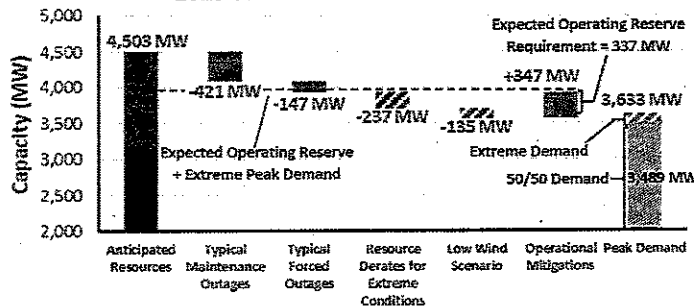 Expected Operating Reserve
Requirement = 337 MW
5,000
4,500
4,000
3,500
3,000
2,500
2,000
Capacity (MW)
4,503 MW
-421 MW
-147 MW
-237 MW
-135 MW
+347 MW
3,633 MW
Extreme Demand
50/50 Demand
3,489 MW
Expected Operating Reserve
+ Extreme Peak Demand
Anticipated
Resources
Typical
Maintenance
Outages
Typical
Forced
Outages
Resource
Derates for
Extreme
Conditions
Low Wind
Scenario
Operational
Mitigations
Peak Demand